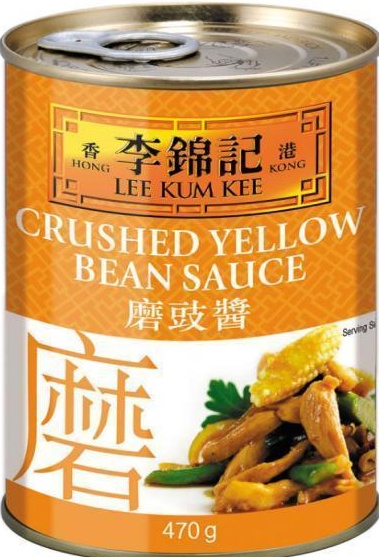 香 李錦記 港
HONG LEE KUM KEE KONG
CRUSHED YELLOW
BEAN SAUCE
磨豉醬
Serving
磨
470 g